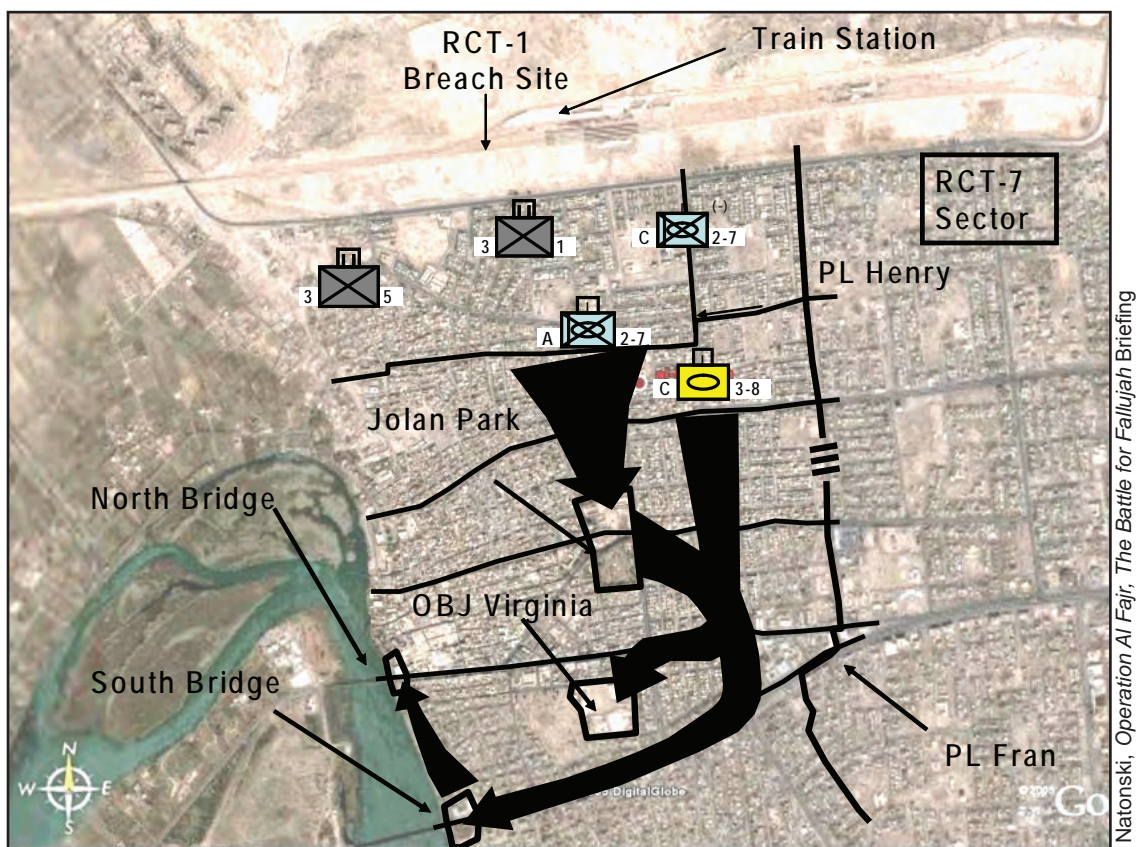 RCT-1
Breach Site
Train Station
RCT-7
Sector
(-)
C 2-7
3 1
PL Henry
3 5
A 2-7
C 3-8
Jolan Park
North Bridge
OBJ Virginia
South Bridge
PL Fran
N
W E
S
DigitalGlobe
Go
Natonski, Operation Al Fajr, The Battle for Fallujah Briefing